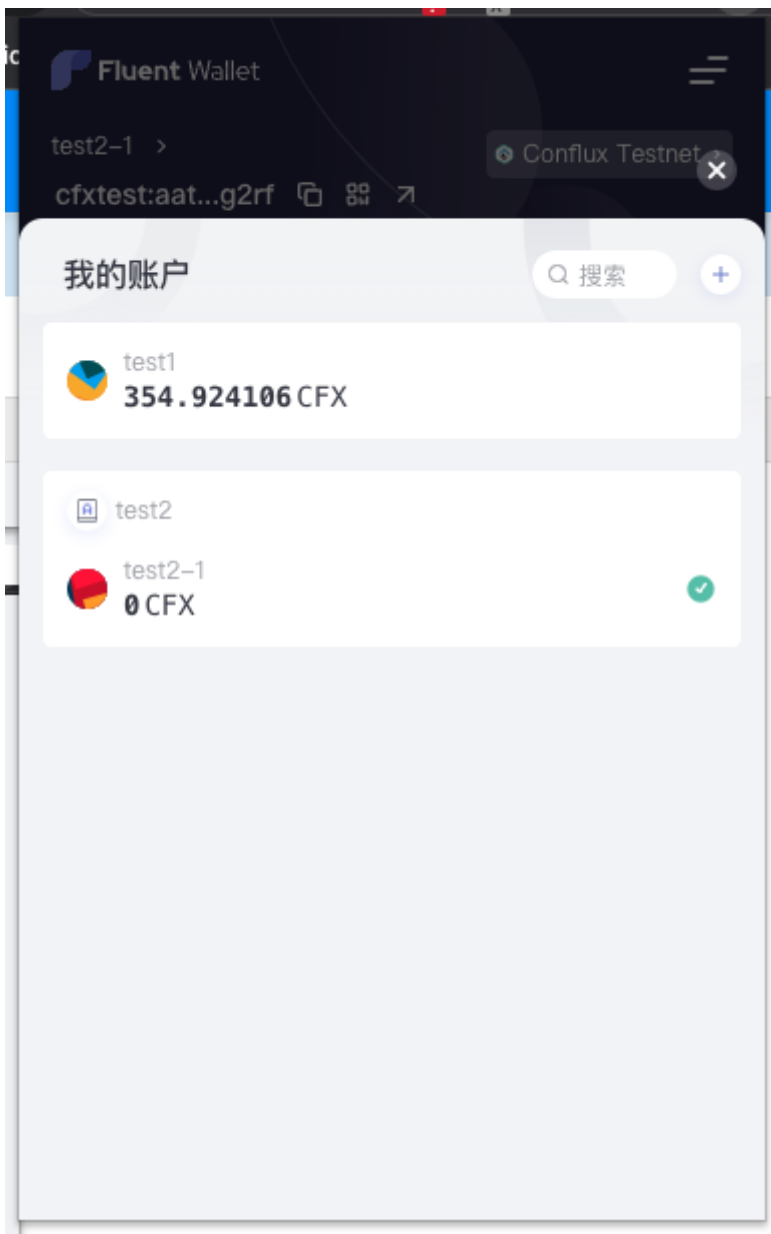 Fluent Wallet
test2-1
Conflux Testnet
cfxtest:aat...g2rf
我的账户
搜索
test1
354.924106 CFX
test2
test2-1
0 CFX